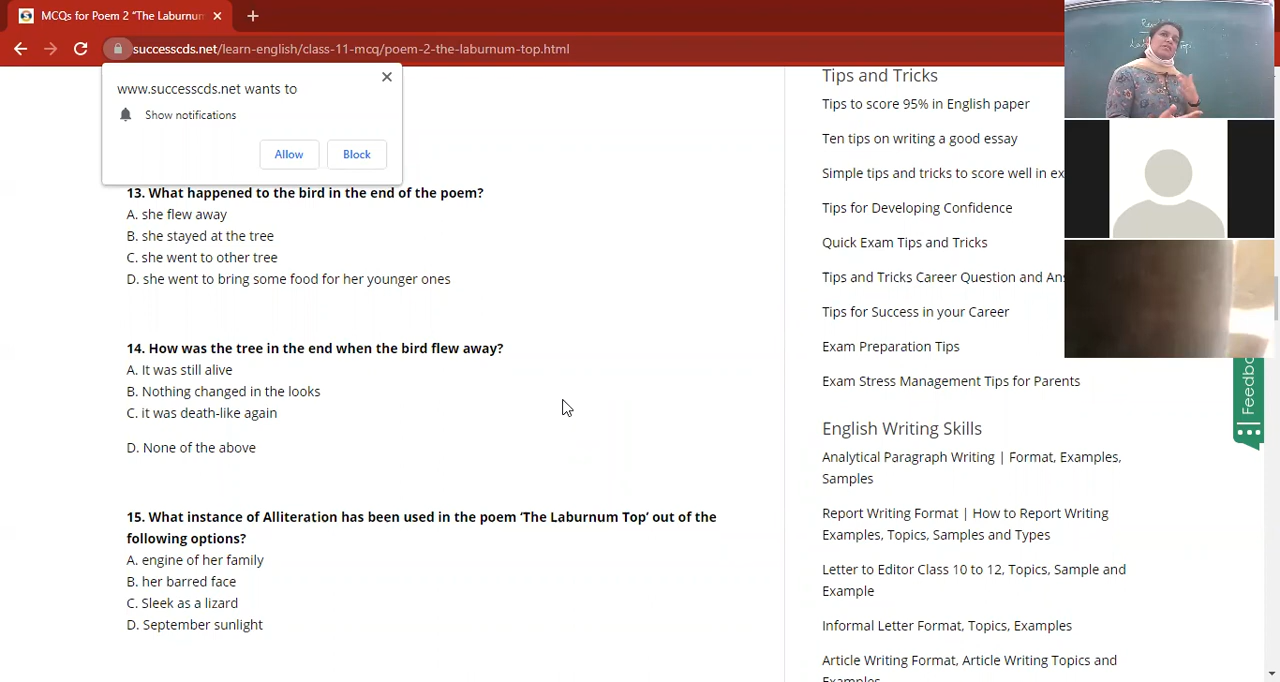 MCQs for Poem 2 "The Laburnum
successcds.net/learn-english/class-11-mcq/poem-2-the-laburnum-top.html
www.successcds.net wants to
Show notifications
Allow
Block
13. What happened to the bird in the end of the poem?
A. she flew away
B. she stayed at the tree
C. she went to other tree
D. she went to bring some food for her younger ones
14. How was the tree in the end when the bird flew away?
A. It was still alive
B. Nothing changed in the looks
C. it was death-like again
D. None of the above
15. What instance of Alliteration has been used in the poem ‘The Laburnum Top’ out of the
following options?
A. engine of her family
B. her barred face
C. Sleek as a lizard
D. September sunlight
Tips and Tricks
Tips to score 95% in English paper
Ten tips on writing a good essay
Simple tips and tricks to score well in ex
Tips for Developing Confidence
Quick Exam Tips and Tricks
Tips and Tricks Career Question and Ans
Tips for Success in your Career
Exam Preparation Tips
Exam Stress Management Tips for Parents
English Writing Skills
Analytical Paragraph Writing | Format, Examples,
Samples
Report Writing Format | How to Report Writing
Examples, Topics, Samples and Types
Letter to Editor Class 10 to 12, Topics, Sample and
Example
Informal Letter Format, Topics, Examples
Article Writing Format, Article Writing Topics and
Examples
Feedbo